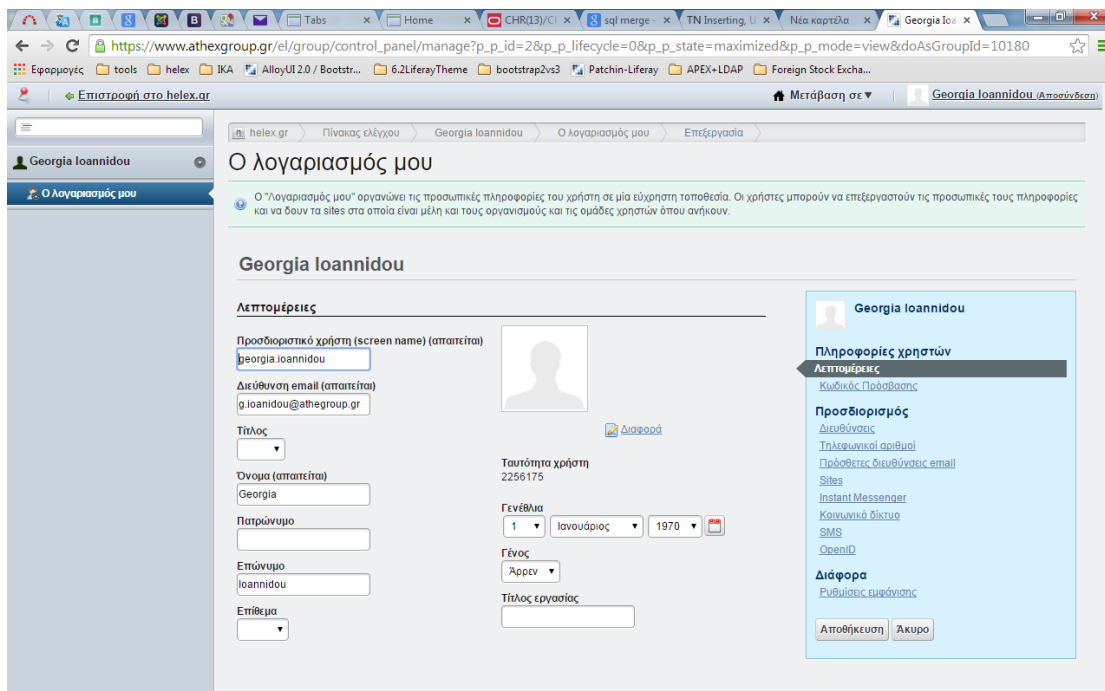 Tabs
Home
CHR(13)/CI
sql merge -
TN Inserting, U
Νέα καρτέλα
Georgia Ioa
https://www.athexgroup.gr/el/group/control_panel/manage?p_p_id=2&p_p_lifecycle=0&p_p_state=maximized&p_p_mode=view&doAsGroupId=10180
Εφαρμογές tools helex IKA AlloyUI 2.0 / Bootstr... 6.2LiferayTheme bootstrap2vs3 Patchin-Liferay APEX+LDAP Foreign Stock Excha...
Επιστροφή στο helex.gr
Μετάβαση σε▼
Georgia Ioannidou (Αποσύνδεση)
helex.gr Πίνακας ελέγχου Georgia Ioannidou Ο λογαριασμός μου Επεξεργασία
Georgia Ioannidou
Ο λογαριασμός μου
Ο λογαριασμός μου
Ο "Λογαριασμός μου" οργανώνει τις προσωπικές πληροφορίες του χρήστη σε μία εύχρηστη τοποθεσία. Οι χρήστες μπορούν να επεξεργαστούν τις προσωπικές τους πληροφορίες
και να δουν τα sites στα οποία είναι μέλη και τους οργανισμούς και τις ομάδες χρηστών όπου ανήκουν.
Georgia Ioannidou
Λεπτομέρειες
Προσδιοριστικό χρήστη (screen name) (απαιτείται)
georgia.ioannidou
Διεύθυνση email (απαιτείται)
g.ioanidou@athegroup.gr
Τίτλος
Όνομα (απαιτείται)
Georgia
Πατρώνυμο
Επώνυμο
Ioannidou
Επίθεμα
Διαφορά
Ταυτότητα χρήστη
2256175
Γενέθλια
1 Ιανουάριος 1970
Γένος
Άρρεν
Τίτλος εργασίας
Georgia Ioannidou
Πληροφορίες χρηστών
Λεπτομέρειες
Κωδικός Πρόσβασης
Προσδιορισμός
Διευθύνσεις
Τηλεφωνικοί αριθμοί
Πρόσθετες διευθύνσεις email
Sites
Instant Messenger
Κοινωνικό δίκτυο
SMS
OpenID
Διάφορα
Ρυθμίσεις εμφάνισης
Αποθήκευση Άκυρο